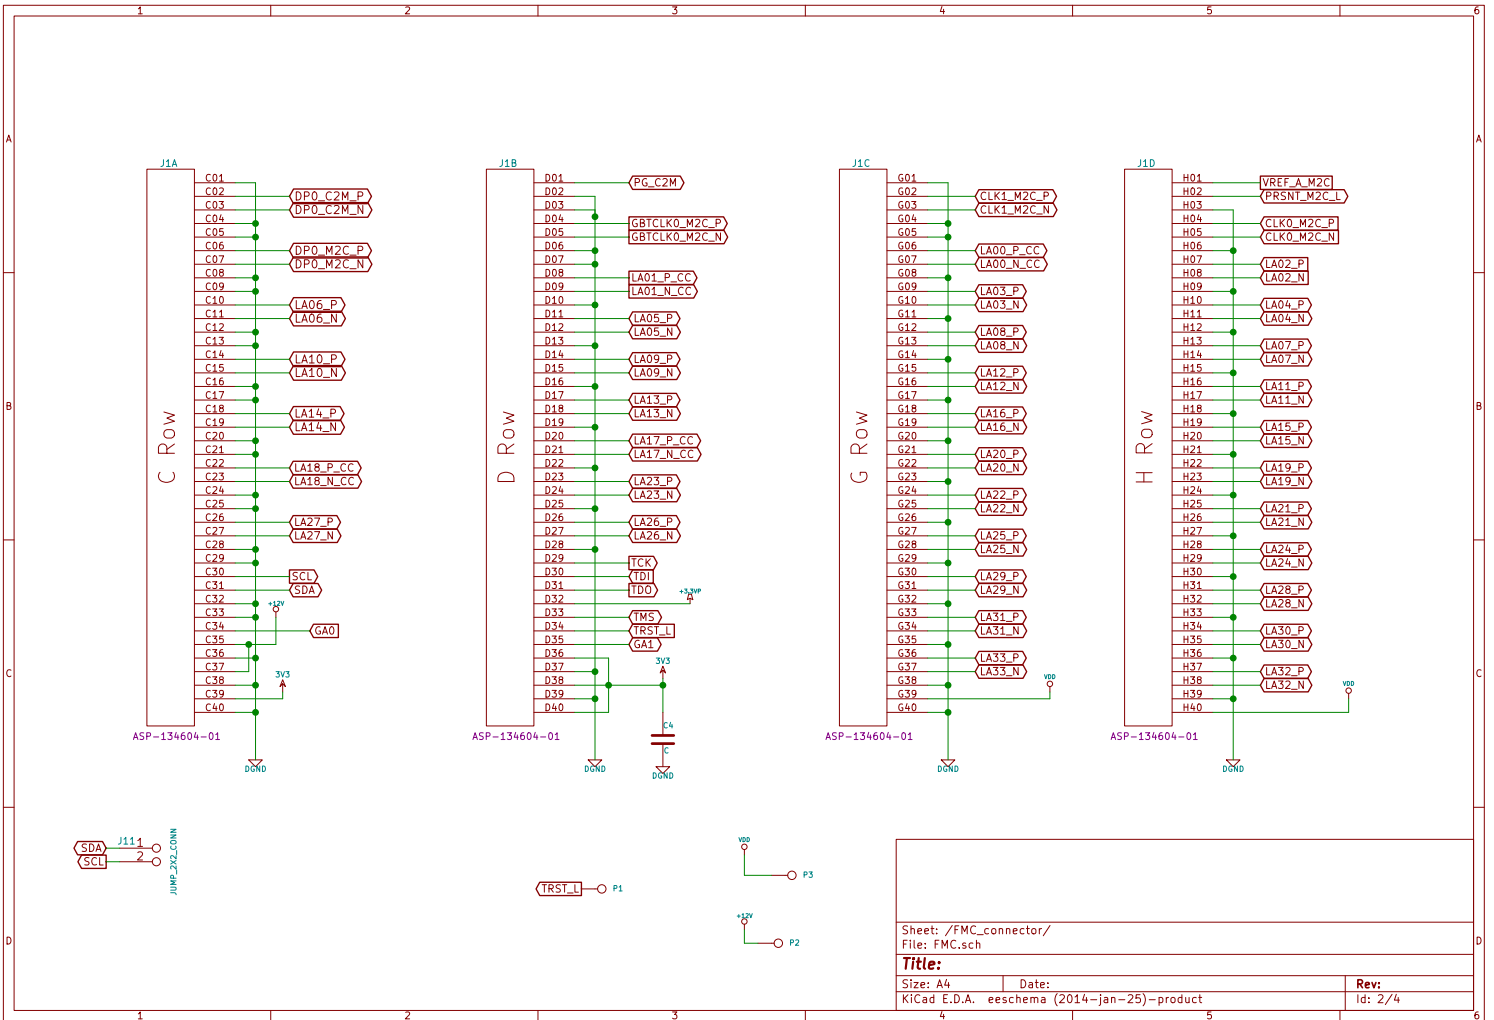 1 2 3 4 5 6
A
B
C
D
J1A
C Row
C01
C02 DP0_C2M_P
C03 DP0_C2M_N
C04
C05
C06 DP0_M2C_P
C07 DP0_M2C_N
C08
C09
C10 LA06_P
C11 LA06_N
C12
C13
C14 LA10_P
C15 LA10_N
C16
C17
C18 LA14_P
C19 LA14_N
C20
C21
C22 LA18_P_CC
C23 LA18_N_CC
C24
C25
C26 LA27_P
C27 LA27_N
C28
C29
C30 SCL
C31 SDA
C32 +12V
C33
C34 GA0
C35
C36
C37
C38 3V3
C39
C40
ASP-134604-01
DGND
J1B
D Row
D01 PG_C2M
D02
D03
D04 GBTCLK0_M2C_P
D05 GBTCLK0_M2C_N
D06
D07
D08 LA01_P_CC
D09 LA01_N_CC
D10
D11 LA05_P
D12 LA05_N
D13
D14 LA09_P
D15 LA09_N
D16
D17 LA13_P
D18 LA13_N
D19
D20 LA17_P_CC
D21 LA17_N_CC
D22
D23 LA23_P
D24 LA23_N
D25
D26 LA26_P
D27 LA26_N
D28
D29 TCK
D30 TDI
D31 TDO
D32 +3.3VP
D33 TMS
D34 TRST_L
D35 GA1
D36
D37 3V3
D38
D39
D40
C4
C
ASP-134604-01
DGND
DGND
J1C
G Row
G01
G02 CLK1_M2C_P
G03 CLK1_M2C_N
G04
G05
G06 LA00_P_CC
G07 LA00_N_CC
G08
G09 LA03_P
G10 LA03_N
G11
G12 LA08_P
G13 LA08_N
G14
G15 LA12_P
G16 LA12_N
G17
G18 LA16_P
G19 LA16_N
G20
G21 LA20_P
G22 LA20_N
G23
G24 LA22_P
G25 LA22_N
G26
G27 LA25_P
G28 LA25_N
G29
G30 LA29_P
G31 LA29_N
G32
G33 LA31_P
G34 LA31_N
G35
G36 LA33_P
G37 LA33_N
G38 VDD
G39
G40
ASP-134604-01
DGND
J1D
H Row
H01 VREF_A_M2C
H02 PRSNT_M2C_L
H03
H04 CLK0_M2C_P
H05 CLK0_M2C_N
H06
H07 LA02_P
H08 LA02_N
H09
H10 LA04_P
H11 LA04_N
H12
H13 LA07_P
H14 LA07_N
H15
H16 LA11_P
H17 LA11_N
H18
H19 LA15_P
H20 LA15_N
H21
H22 LA19_P
H23 LA19_N
H24
H25 LA21_P
H26 LA21_N
H27
H28 LA24_P
H29 LA24_N
H30
H31 LA28_P
H32 LA28_N
H33
H34 LA30_P
H35 LA30_N
H36
H37 LA32_P
H38 LA32_N
H39 VDD
H40
ASP-134604-01
DGND
A
B
C
D
SDA J11 1
SCL 2
JUMP_2X2_CONN
TRST_L P1
VDD
P3
+12V
P2
Sheet: /FMC_connector/
File: FMC.sch
Title:
Size: A4 Date: Rev:
KiCad E.D.A. eeschema (2014-jan-25)-product Id: 2/4
1 2 3 4 5 6